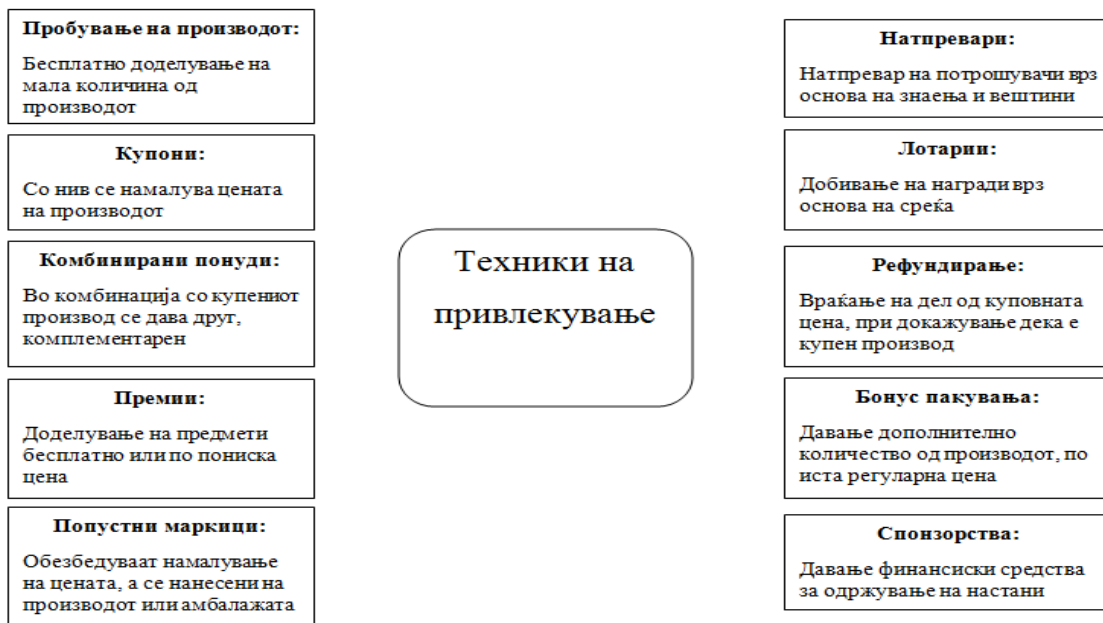 Пробување на производот:
Бесплатно доделување на
мала количина од
производот
Купони:
Со нив се намалува цената
на производот
Комбинирани понуди:
Во комбинација со купениот
производ се дава друг,
комплементарен
Премии:
Доделување на предмети
бесплатно или по пониска
цена
Попустни маркици:
Обезбедуваат намалување
на цената, а се нанесени на
производот или амбалажата
Техники на
привлекување
Натпревари:
Натпревар на потрошувачи врз
основа на знаења и вештини
Лотарии:
Добивање на награди врз
основа на среќа
Рефундирање:
Враќање на дел од куповната
цена, при докажување дека е
купен производ
Бонус пакувања:
Давање дополнително
количество од производот, по
иста регуларна цена
Спонзорства:
Давање финансиски средства
за одржување на настани